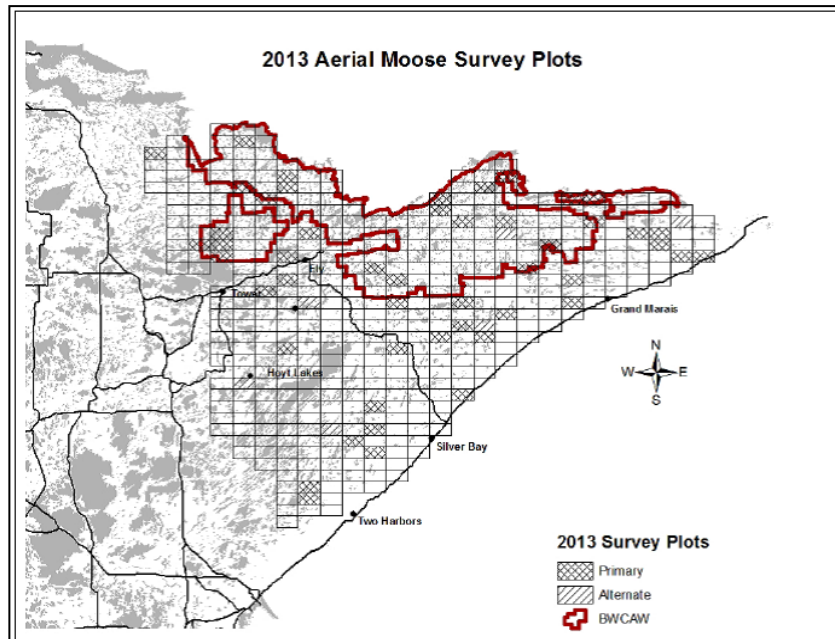 2013 Aerial Moose Survey Plots
Ely
Tower
Grand Marais
N
W E
S
Hoyt Lakes
Silver Bay
Two Harbors
2013 Survey Plots
Primary
Alternate
BWCAW